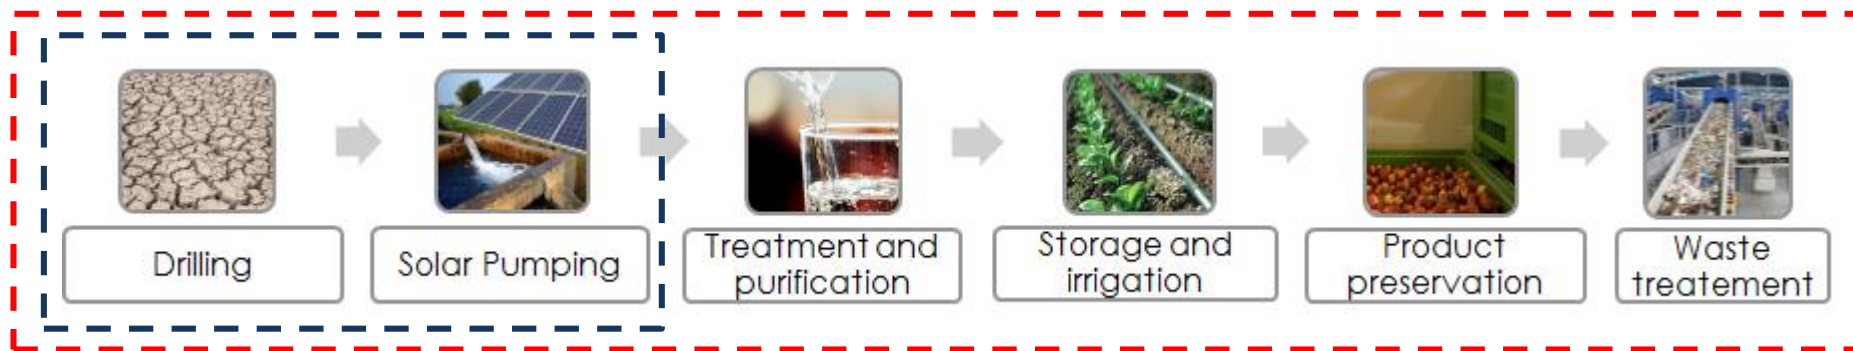 Drilling
Solar Pumping
Treatment and
purification
Storage and
irrigation
Product
preservation
Waste
treatement